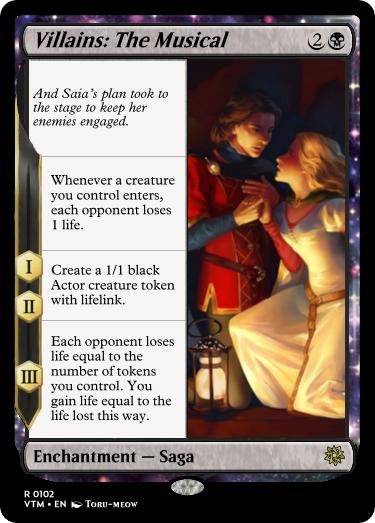 Villains: The Musical 2
And Saia's plan took to
the stage to keep her
enemies engaged.
Whenever a creature
you control enters,
each opponent loses
1 life.
I
II
Create a 1/1 black
Actor creature token
with lifelink.
III
Each opponent loses
life equal to the
number of tokens
you control. You
gain life equal to
the life lost this way.
Enchantment — Saga
R 0102
VTM • EN Toru-meow